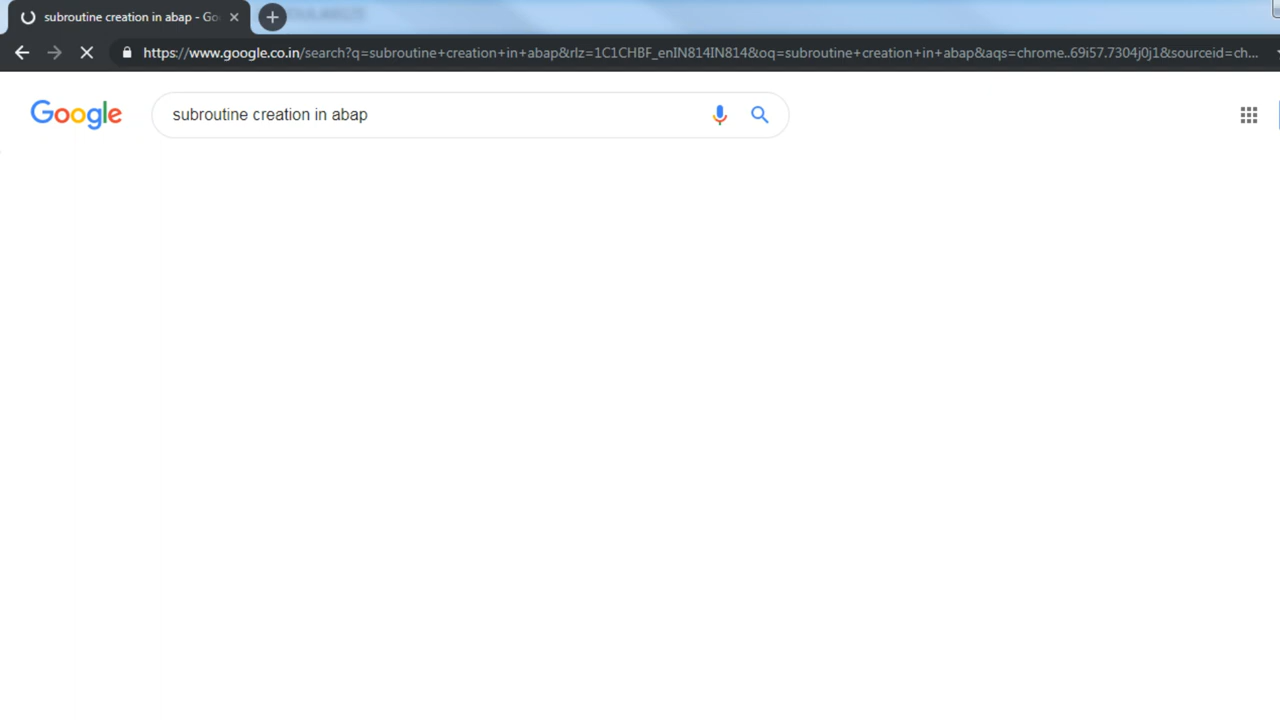 subroutine creation in abap - Go
https://www.google.co.in/search?q=subroutine+creation+in+abap&rlz=1C1CHBF_enIN814IN814&oq=subroutine+creation+in+abap&aqs=chrome..69i57.7304j0j1&sourceid=ch...
Google
subroutine creation in abap